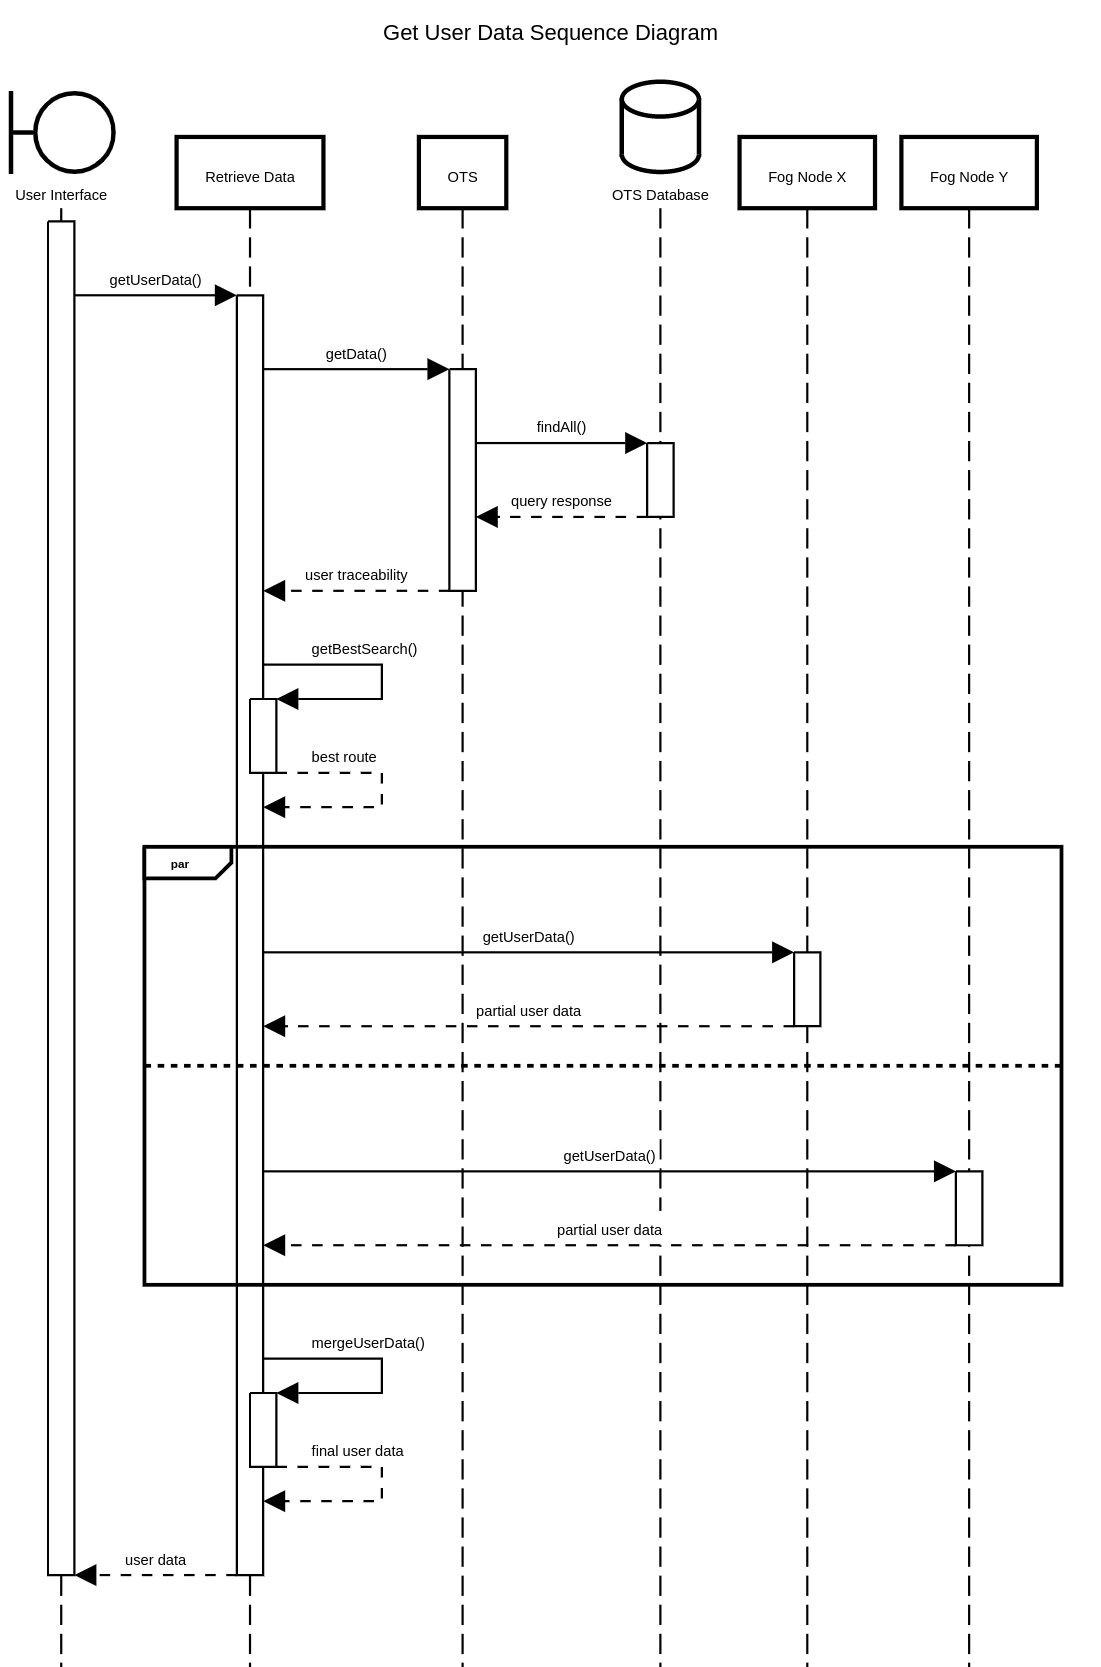 Get User Data Sequence Diagram
User Interface
Retrieve Data
OTS
OTS Database
Fog Node X
Fog Node Y
getUserData()
getData()
findAll()
query response
user traceability
getBestSearch()
best route
par
getUserData()
partial user data
getUserData()
partial user data
mergeUserData()
final user data
user data